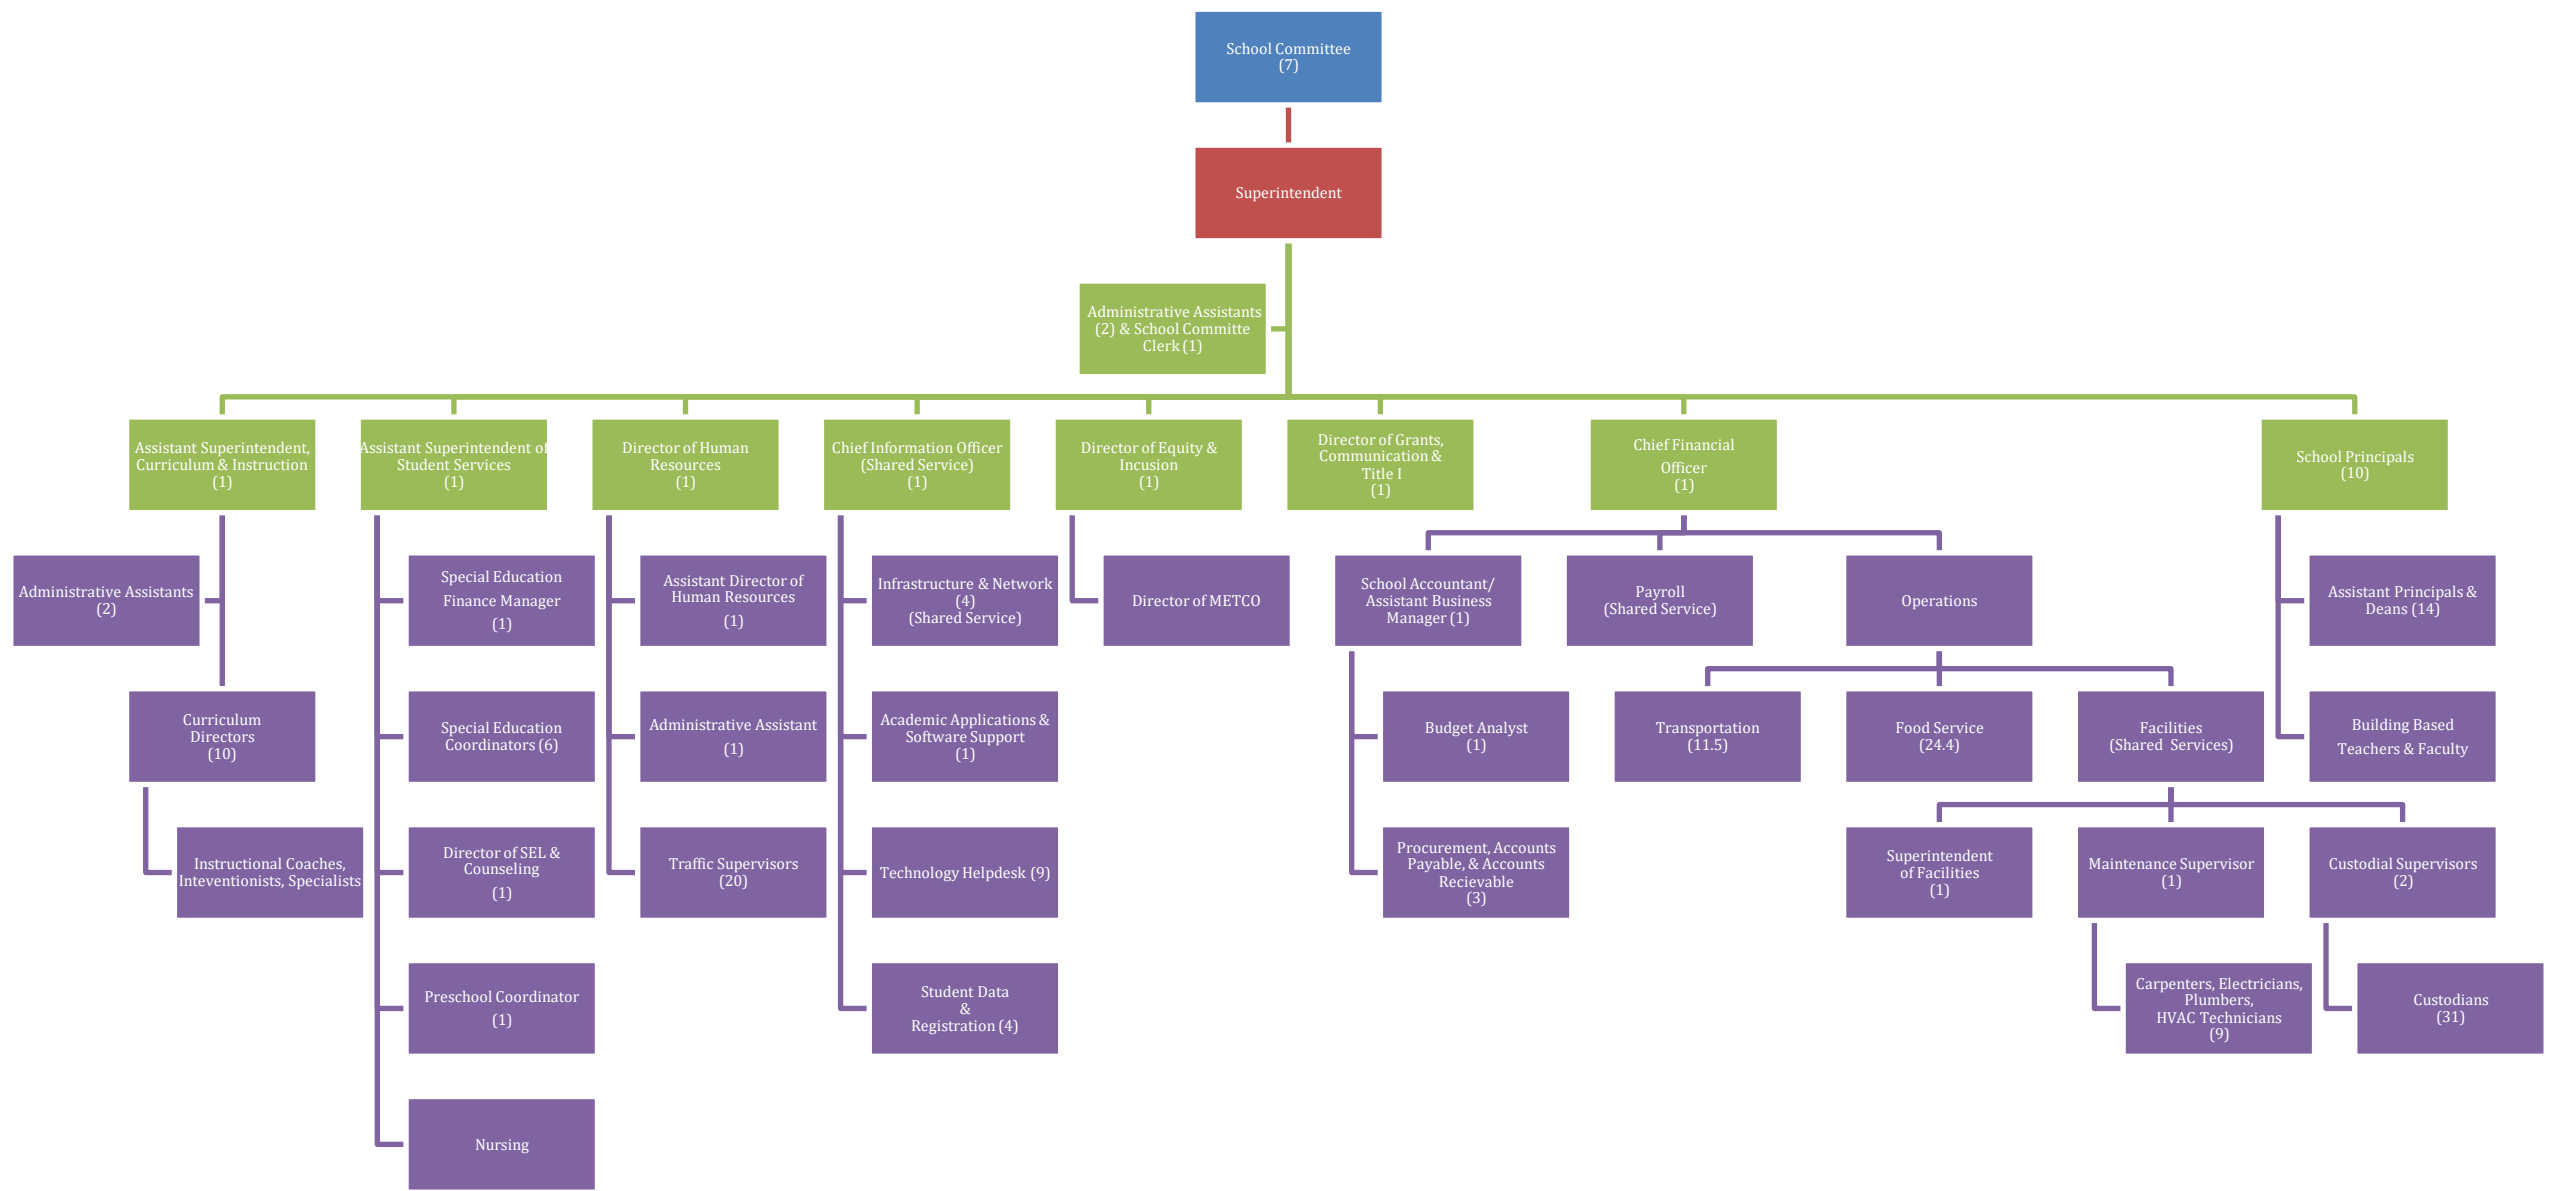 School Committee
(7)
Superintendent
Administrative Assistants
(2) & School Committe
Clerk (1)
Assistant Superintendent,
Curriculum & Instruction
(1)
Assistant Superintendent of
Student Services
(1)
Director of Human
Resources
(1)
Chief Information Officer
(Shared Service)
(1)
Director of Equity &
Incusion
(1)
Director of Grants,
Communication &
Title I
(1)
Chief Financial
Officer
(1)
School Principals
(10)
Administrative Assistants
(2)
Special Education
Finance Manager
(1)
Assistant Director of
Human Resources
(1)
Infrastructure & Network
(4)
(Shared Service)
Director of METCO
School Accountant/
Assistant Business
Manager (1)
Payroll
(Shared Service)
Operations
Assistant Principals &
Deans (14)
Curriculum
Directors
(10)
Special Education
Coordinators (6)
Administrative Assistant
(1)
Academic Applications &
Software Support
(1)
Budget Analyst
(1)
Transportation
(11.5)
Food Service
(24.4)
Facilities
(Shared Services)
Building Based
Teachers & Faculty
Instructional Coaches,
Inteventionists, Specialists
Director of SEL &
Counseling
(1)
Traffic Supervisors
(20)
Technology Helpdesk (9)
Procurement, Accounts
Payable, & Accounts
Recievable
(3)
Superintendent
of Facilities
(1)
Maintenance Supervisor
(1)
Custodial Supervisors
(2)
Preschool Coordinator
(1)
Student Data
&
Registration (4)
Carpenters, Electricians,
Plumbers,
HVAC Technicians
(9)
Custodians
(31)
Nursing